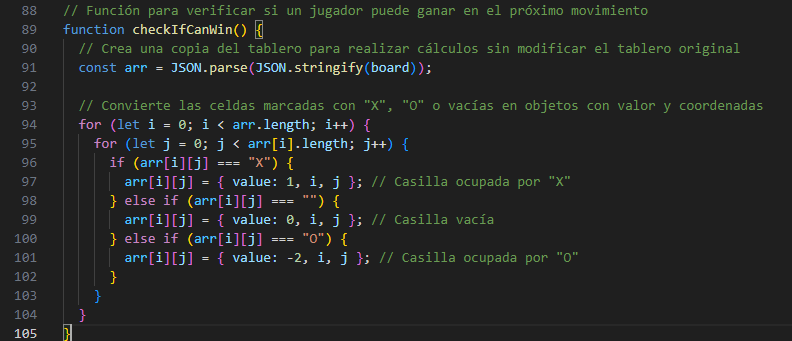 88 // Función para verificar si un jugador puede ganar en el próximo movimiento
89 function checkIfCanWin() {
90   // Crea una copia del tablero para realizar cálculos sin modificar el tablero original
91   const arr = JSON.parse(JSON.stringify(board));
92
93   // Convierte las celdas marcadas con "X", "O" o vacías en objetos con valor y coordenadas
94   for (let i = 0; i < arr.length; i++) {
95     for (let j = 0; j < arr[i].length; j++) {
96       if (arr[i][j] === "X") {
97         arr[i][j] = { value: 1, i, j }; // Casilla ocupada por "X"
98       } else if (arr[i][j] === "") {
99         arr[i][j] = { value: 0, i, j }; // Casilla vacía
100       } else if (arr[i][j] === "O") {
101         arr[i][j] = { value: -2, i, j }; // Casilla ocupada por "O"
102       }
103     }
104   }
105 }